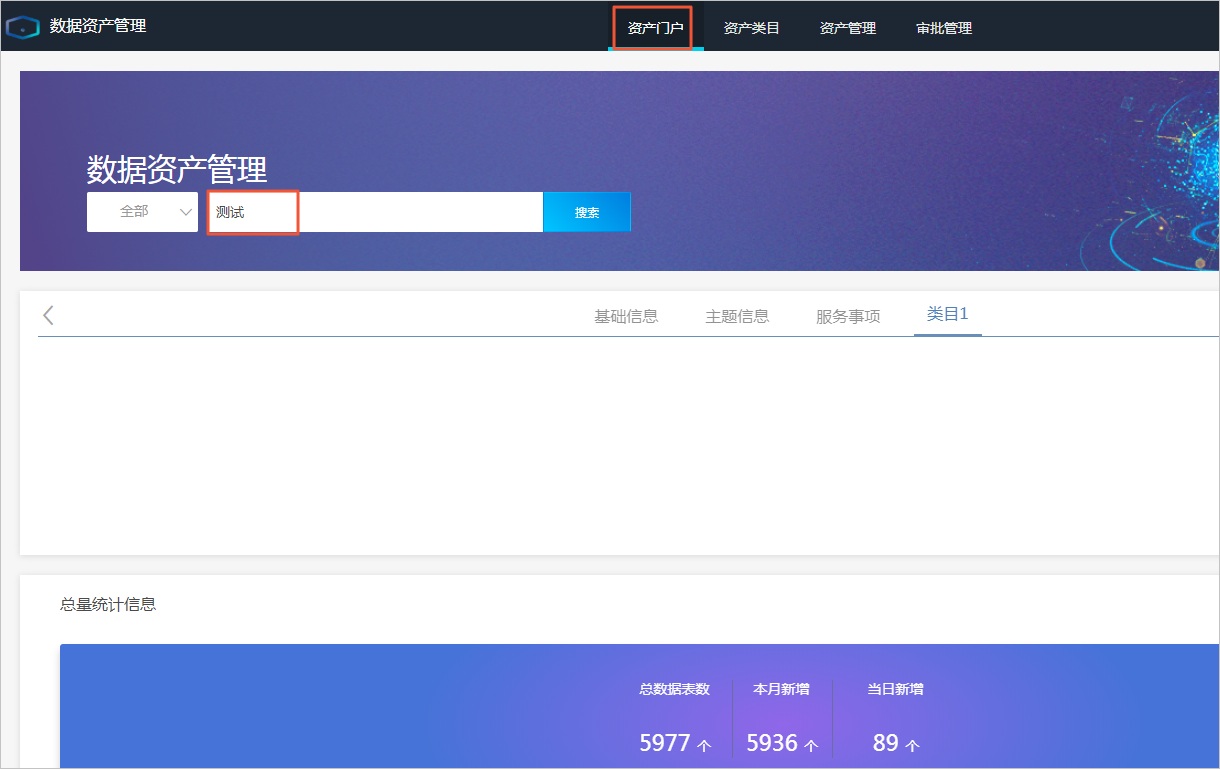 数据资产管理 资产门户 资产类目 资产管理 审批管理
数据资产管理
全部 测试 搜索
基础信息 主题信息 服务事项 类目1
总量统计信息
总数据表数 本月新增 当日新增
5977 个 5936 个 89 个